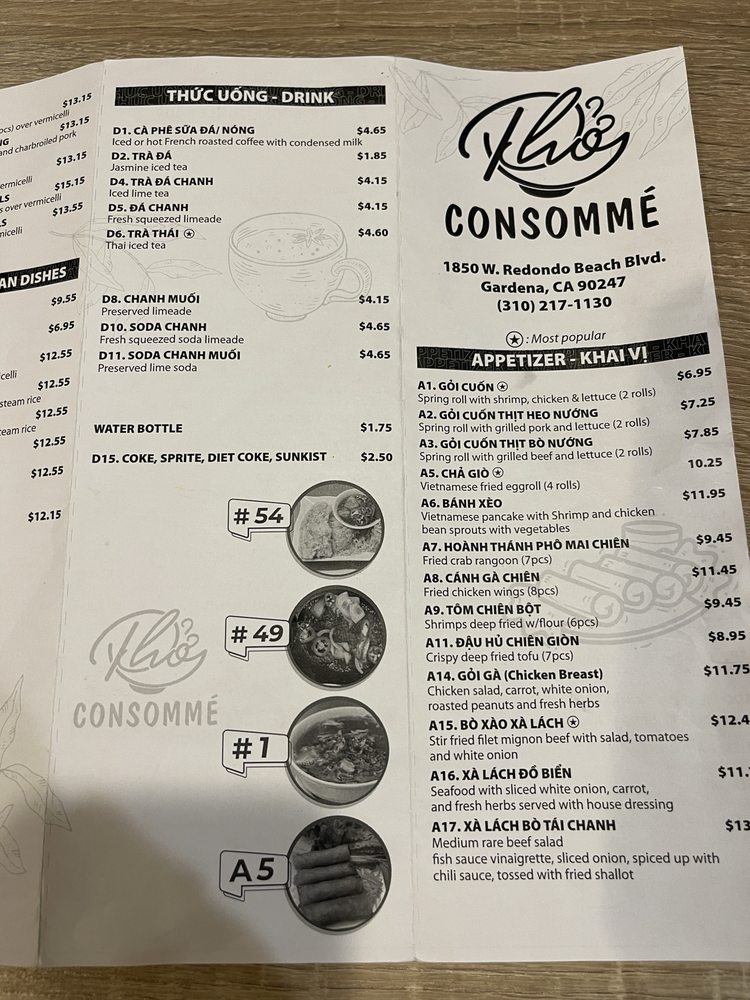 $13.15
pcs) over vermicelli
$13.15
NG
and charbroiled pork
$13.15
vermicelli
$15.15
LS
s over vermicelli
$13.55
LS
micelli
AN DISHES
$9.55
$6.95
$12.55
celli
$12.55
steam rice
$12.55
team rice
$12.55
$12.55
$12.15
THỨC UỐNG - DRINK
D1. CÀ PHÊ SỮA ĐÁ/ NÓNG $4.65
Iced or hot French roasted coffee with condensed milk
D2. TRÀ ĐÁ $1.85
Jasmine iced tea
D4. TRÀ ĐÁ CHANH $4.15
Iced lime tea
D5. ĐÁ CHANH $4.15
Fresh squeezed limeade
D6. TRÀ THÁI $4.60
Thai iced tea
D8. CHANH MUỐI $4.15
Preserved limeade
D10. SODA CHANH $4.65
Fresh squeezed soda limeade
D11. SODA CHANH MUỐI $4.65
Preserved lime soda
WATER BOTTLE $1.75
D15. COKE, SPRITE, DIET COKE, SUNKIST $2.50
#54
#49
#1
A5
Phở
CONSOMMÉ
Phở
CONSOMMÉ
1850 W. Redondo Beach Blvd.
Gardena, CA 90247
(310) 217-1130
: Most popular
APPETIZER - KHAI VỊ
A1. GỎI CUỐN $6.95
Spring roll with shrimp, chicken & lettuce (2 rolls)
A2. GỎI CUỐN THỊT HEO NƯỚNG $7.25
Spring roll with grilled pork and lettuce (2 rolls)
A3. GỎI CUỐN THỊT BÒ NƯỚNG $7.85
Spring roll with grilled beef and lettuce (2 rolls)
A5. CHẢ GIÒ 10.25
Vietnamese fried eggroll (4 rolls)
A6. BÁNH XÈO $11.95
Vietnamese pancake with Shrimp and chicken
bean sprouts with vegetables
A7. HOÀNH THÁNH PHÔ MAI CHIÊN $9.45
Fried crab rangoon (7pcs)
A8. CÁNH GÀ CHIÊN $11.45
Fried chicken wings (8pcs)
A9. TÔM CHIÊN BỘT $9.45
Shrimps deep fried w/flour (6pcs)
A11. ĐẬU HỦ CHIÊN GIÒN $8.95
Crispy deep fried tofu (7pcs)
A14. GỎI GÀ (Chicken Breast) $11.75
Chicken salad, carrot, white onion,
roasted peanuts and fresh herbs
A15. BÒ XÀO XÀ LÁCH $12.4
Stir fried filet mignon beef with salad, tomatoes
and white onion
A16. XÀ LÁCH ĐỒ BIỂN $11.
Seafood with sliced white onion, carrot,
and fresh herbs served with house dressing
A17. XÀ LÁCH BÒ TÁI CHANH $13
Medium rare beef salad
fish sauce vinaigrette, sliced onion, spiced up with
chili sauce, tossed with fried shallot